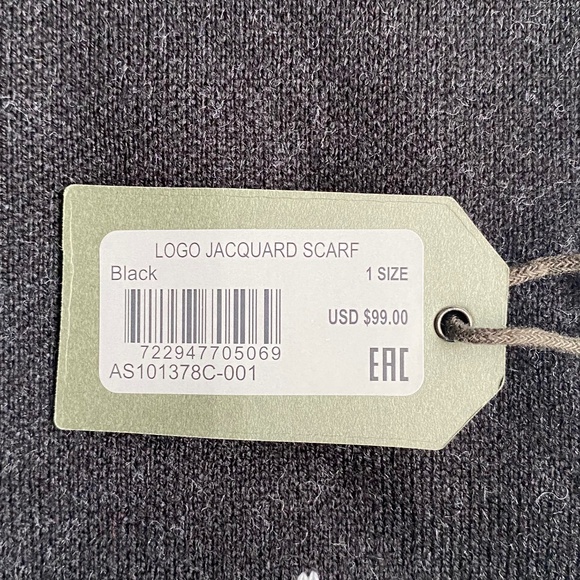 LOGO JACQUARD SCARF
Black 1 SIZE
USD $99.00
722947705069
AS101378C-001
EAC